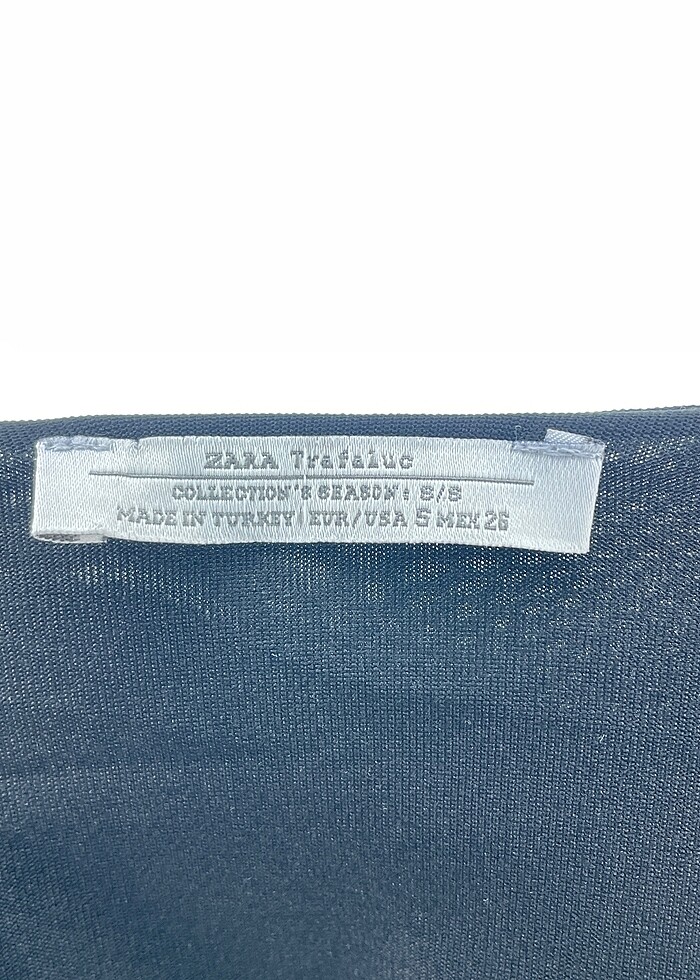 ZARA Trafaluc
COLLECTION'S SEASON: S/S
MADE IN TURKEY | EUR/USA S MEX 26